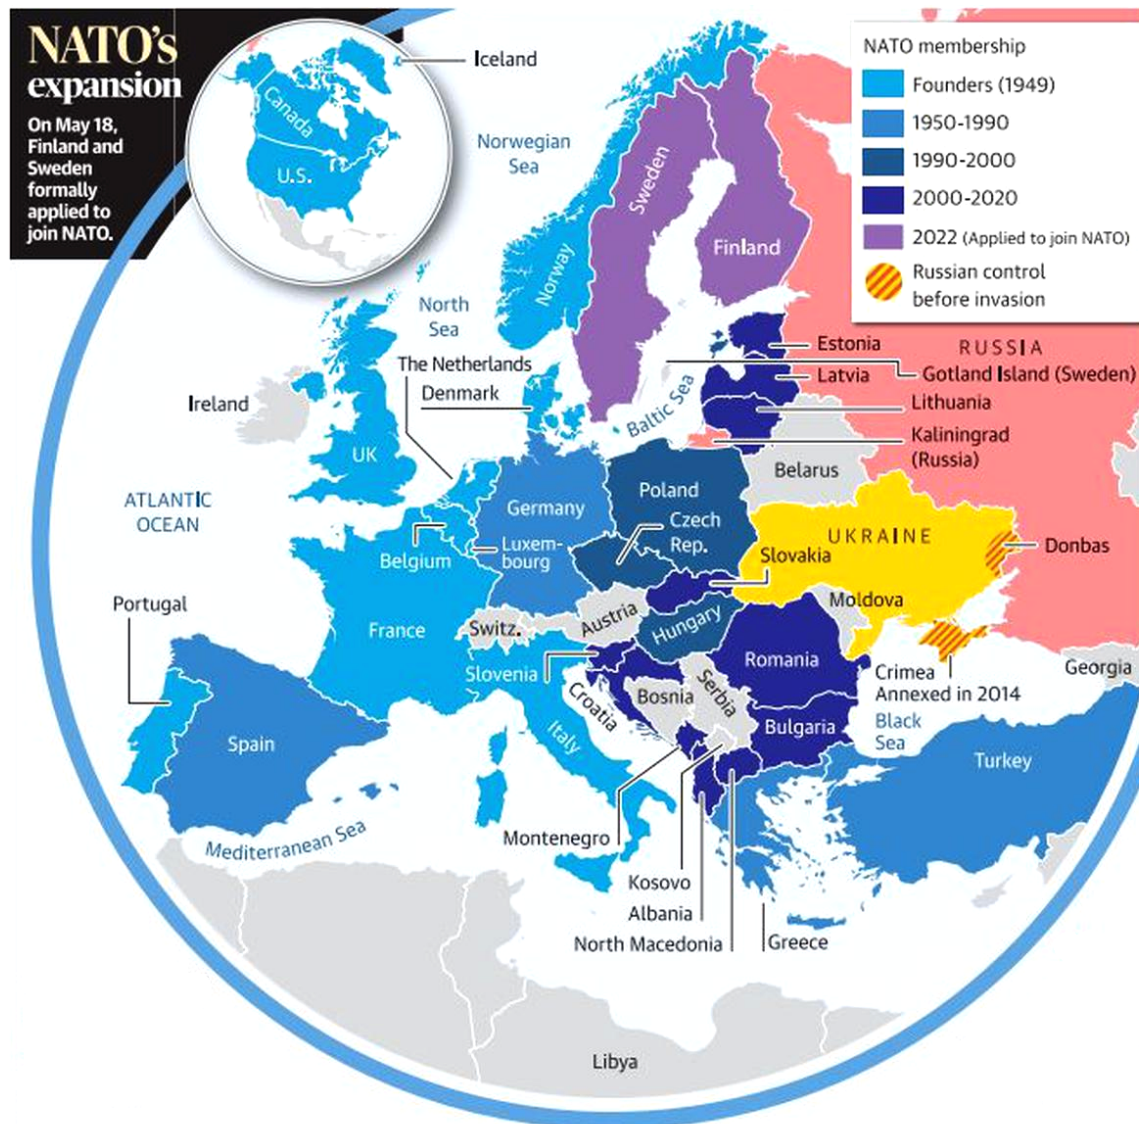 NATO's
expansion
On May 18,
Finland and
Sweden
formally
applied to
join NATO.
Canada
U.S.
Iceland
NATO membership
Founders (1949)
1950-1990
1990-2000
2000-2020
2022 (Applied to join NATO)
Russian control
before invasion
Norwegian
Sea
Sweden
Finland
Norway
North
Sea
The Netherlands
Denmark
Baltic Sea
Estonia
RUSSIA
Latvia
Gotland Island (Sweden)
Lithuania
Kaliningrad
(Russia)
Ireland
UK
Belarus
ATLANTIC
OCEAN
Germany
Poland
Czech
Rep.
UKRAINE
Donbas
Belgium
Luxem-
bourg
Slovakia
Portugal
France
Switz.
Austria
Hungary
Moldova
Slovenia
Romania
Crimea
Annexed in 2014
Georgia
Croatia
Bosnia
Serbia
Spain
Italy
Bulgaria
Black
Sea
Turkey
Mediterranean Sea
Montenegro
Kosovo
Albania
North Macedonia
Greece
Libya